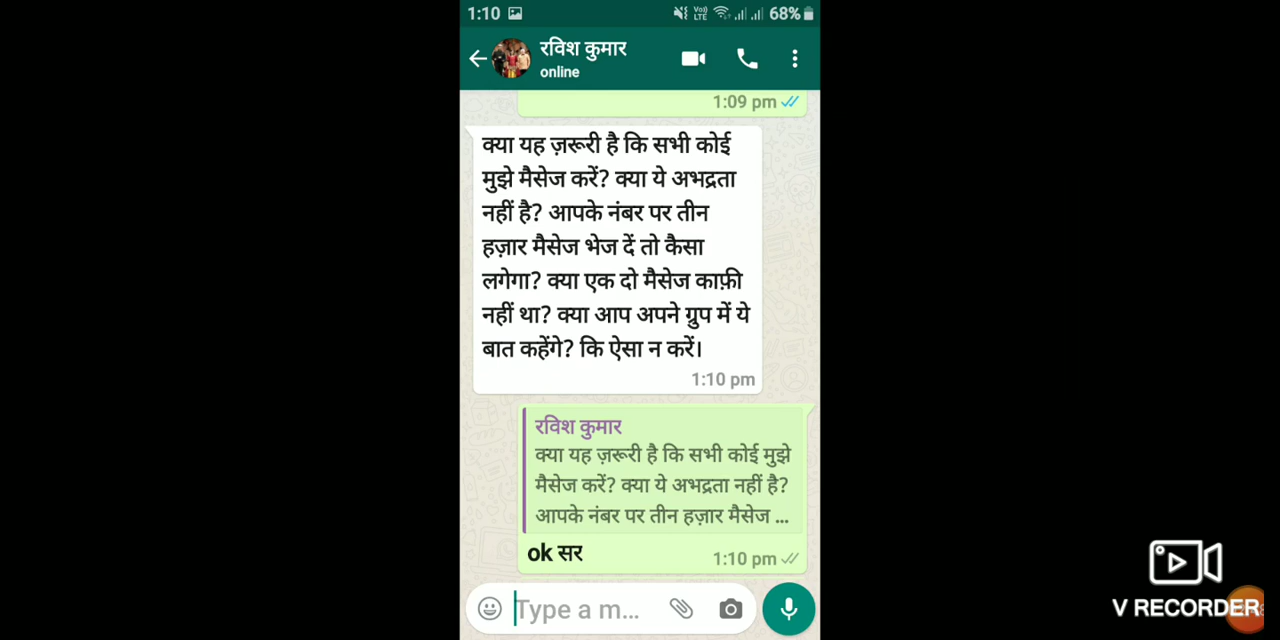 1:10
Vo))
LTE
68%
रविश कुमार
online
1:09 pm
क्या यह ज़रूरी है कि सभी कोई
मुझे मैसेज करें? क्या ये अभद्रता
नहीं है? आपके नंबर पर तीन
हज़ार मैसेज भेज दें तो कैसा
लगेगा? क्या एक दो मैसेज काफ़ी
नहीं था? क्या आप अपने ग्रुप में ये
बात कहेंगे? कि ऐसा न करें।
1:10 pm
रविश कुमार
क्या यह ज़रूरी है कि सभी कोई मुझे
मैसेज करें? क्या ये अभद्रता नहीं है?
आपके नंबर पर तीन हज़ार मैसेज ...
ok सर
1:10 pm
Type a m...
V RECORDER